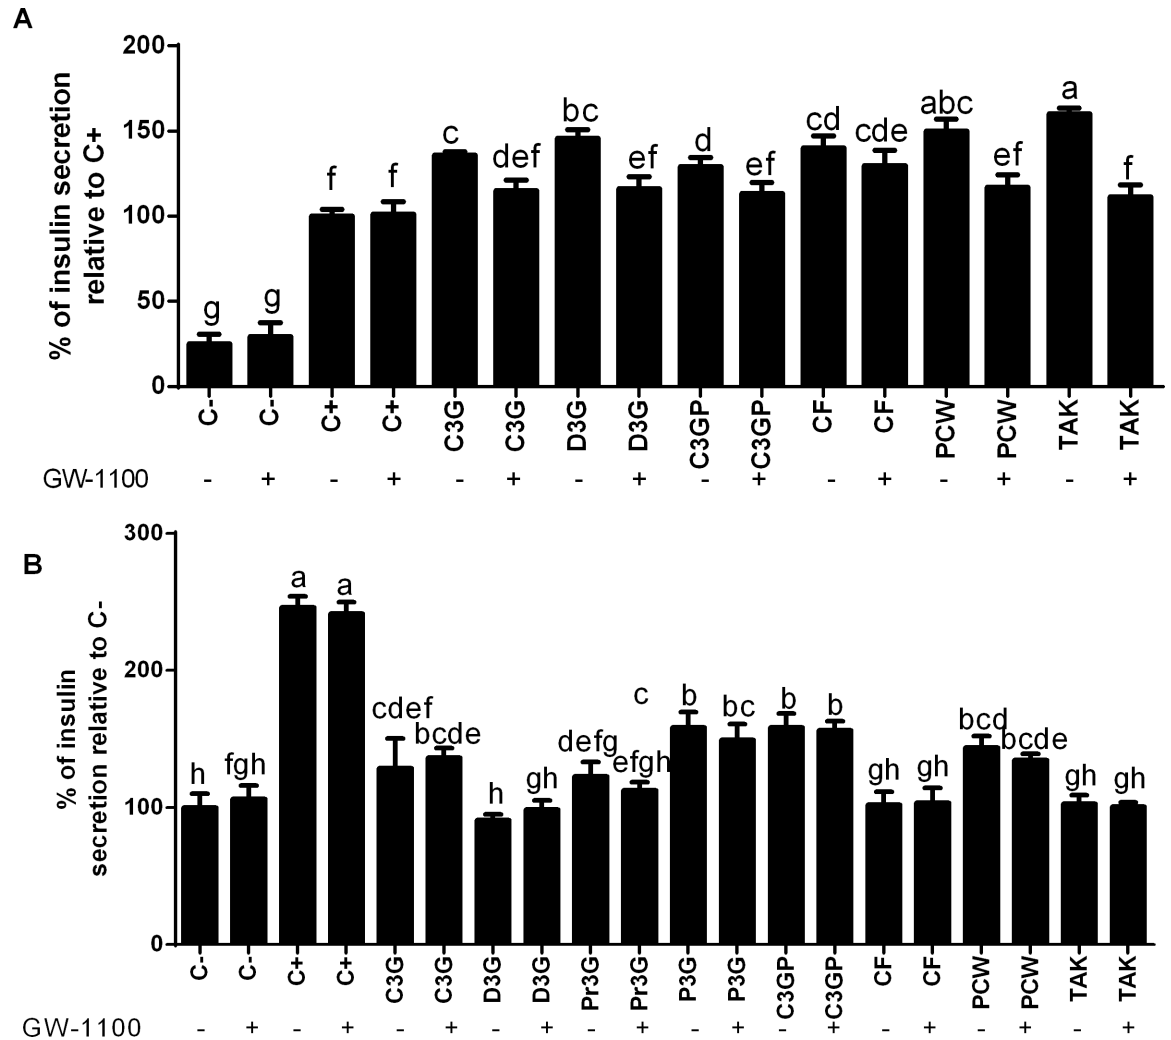 A
200
150
100
50
0
% of insulin secretion
relative to C+
g g f f c def bc ef d ef cd cde abc ef a f
C- C- C+ C+ C3G C3G D3G D3G C3GP C3GP CF CF PCW PCW TAK TAK
GW-1100 - + - + - + - + - + - + - + - +
B
300
200
100
0
% of insulin
secretion relative to C-
h fgh a a cdef bcde h gh defg efgh c b bc b b gh gh bcd bcde gh gh
C- C- C+ C+ C3G C3G D3G D3G Pr3G Pr3G P3G P3G C3GP C3GP CF CF PCW PCW TAK TAK
GW-1100 - + - + - + - + - + - + - + - + - + - +